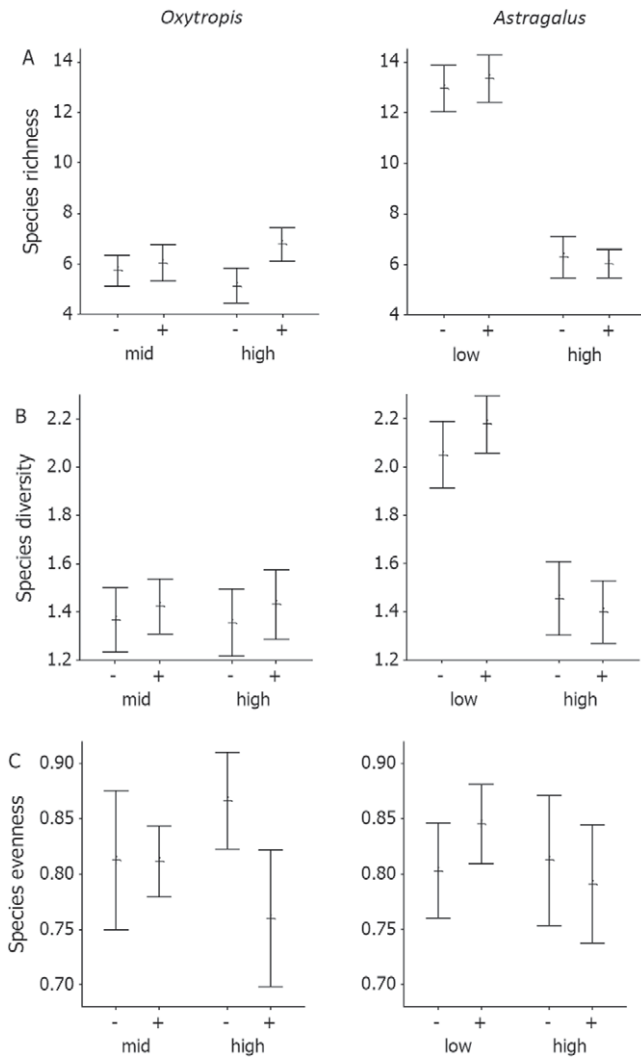 Oxytropis Astragalus
A
Species richness
14 14
12 12
10 10
8 8
6 6
4 4
- + - + - + - +
mid high low high
B
Species diversity
2.2 2.2
2.0 2.0
1.8 1.8
1.6 1.6
1.4 1.4
1.2 1.2
- + - + - + - +
mid high low high
C
Species evenness
0.90 0.90
0.85 0.85
0.80 0.80
0.75 0.75
0.70 0.70
- + - + - + - +
mid high low high